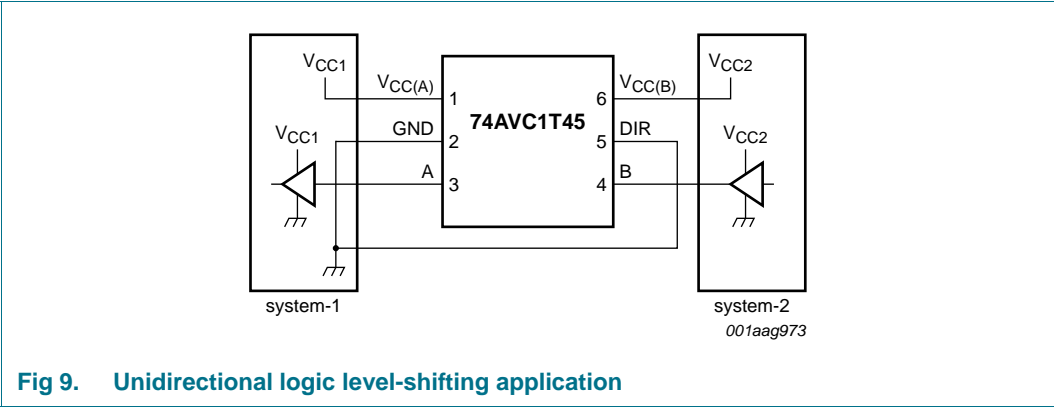 VCC1
VCC(A)
VCC(B)
VCC2
1
6
74AVC1T45
VCC1
GND
2
5
DIR
VCC2
A
3
4
B
system-1
system-2
001aag973
Fig 9. Unidirectional logic level-shifting application